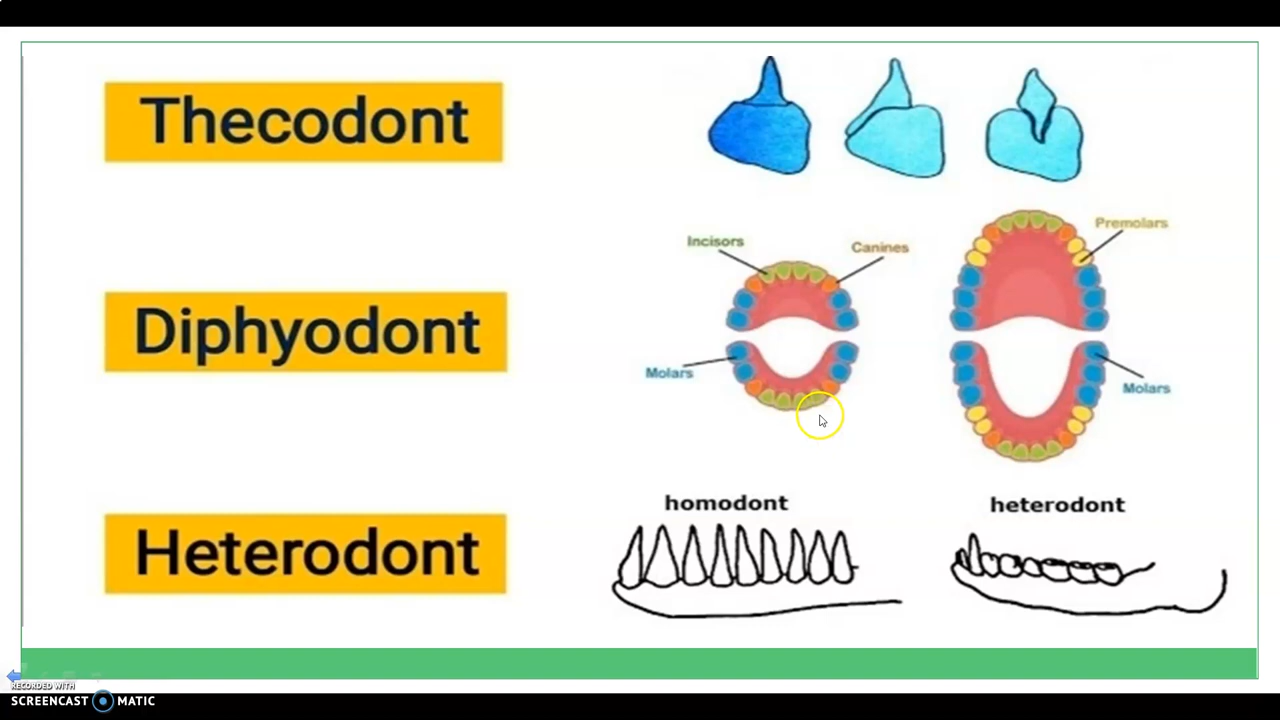 Thecodont
Incisors
Canines
Premolars
Diphyodont
Molars
Molars
homodont
heterodont
Heterodont
RECORDED WITH
SCREENCAST MATIC